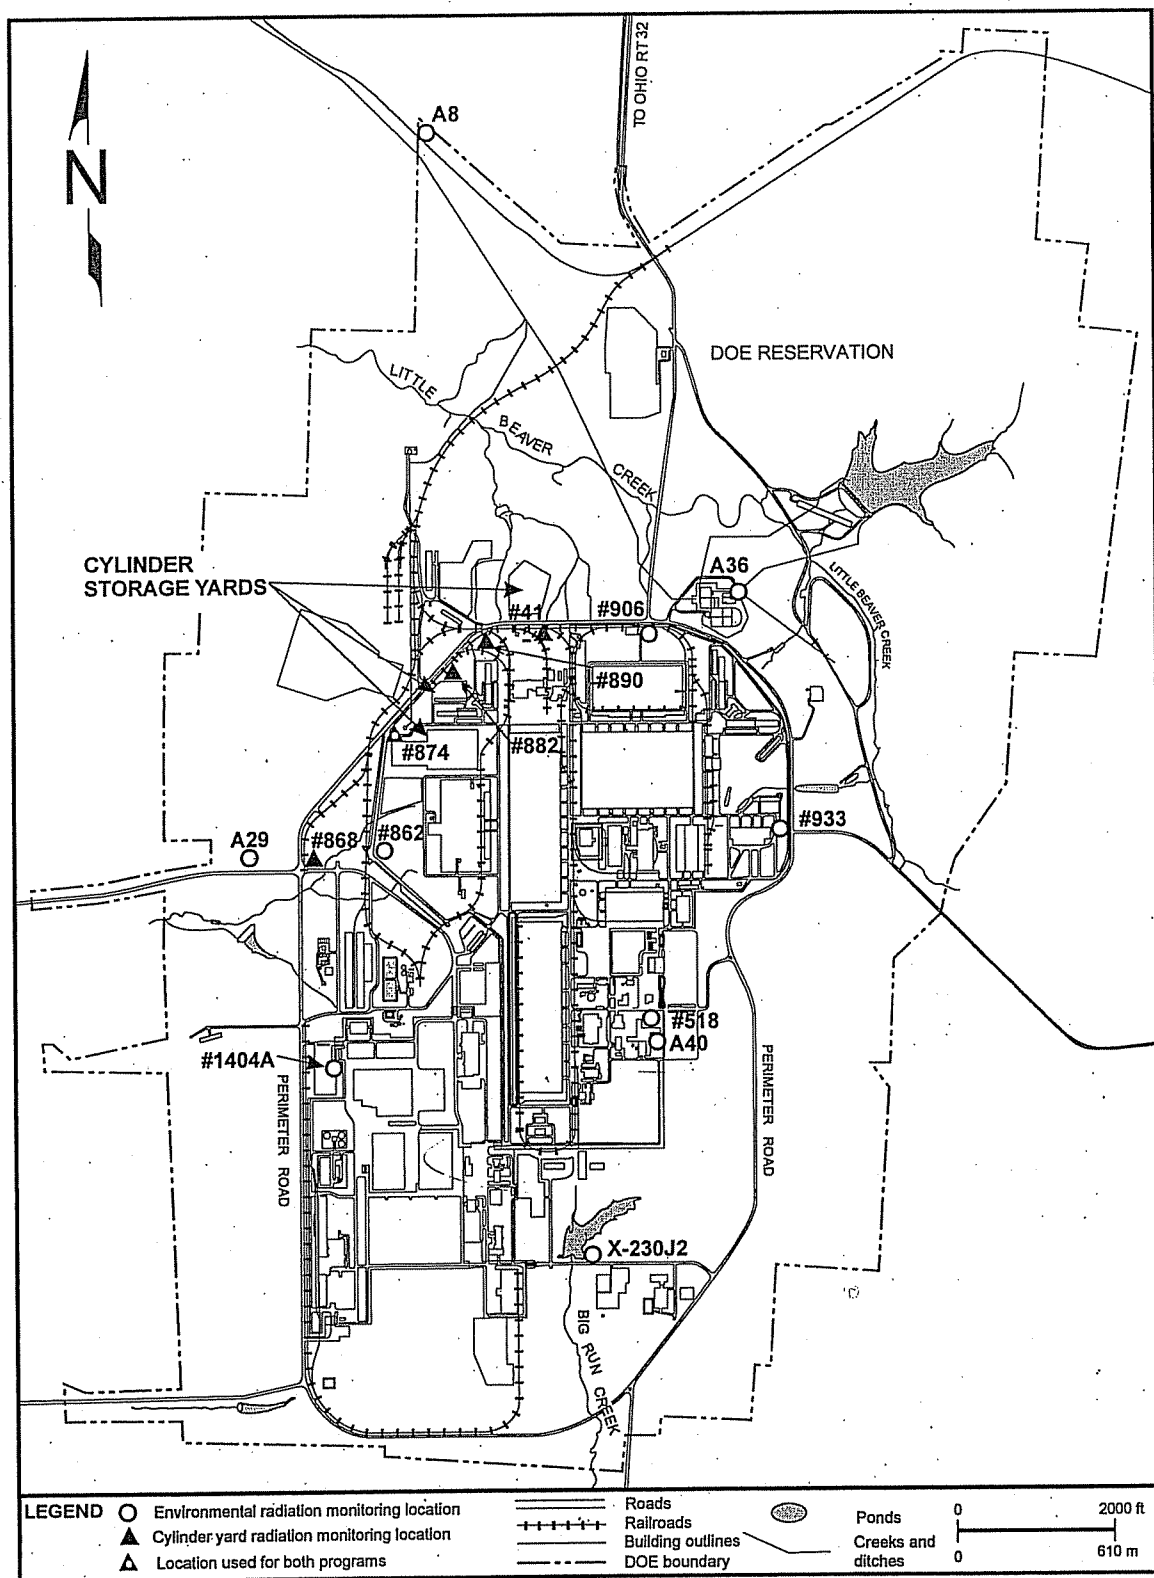 TO OHIO RT 32
A8
N
DOE RESERVATION
LITTLE
BEAVER
CREEK
CYLINDER
STORAGE YARDS
A36
LITTLE BEAVER CREEK
#41
#906
#890
#874
#882
#933
A29
#868
#862
#518
A40
#1404A
PERIMETER ROAD
PERIMETER ROAD
X-230J2
BIG RUN CREEK
LEGEND
Environmental radiation monitoring location
Cylinder yard radiation monitoring location
Location used for both programs
Roads
Railroads
Building outlines
DOE boundary
Ponds
Creeks and
ditches
0
2000 ft
0
610 m